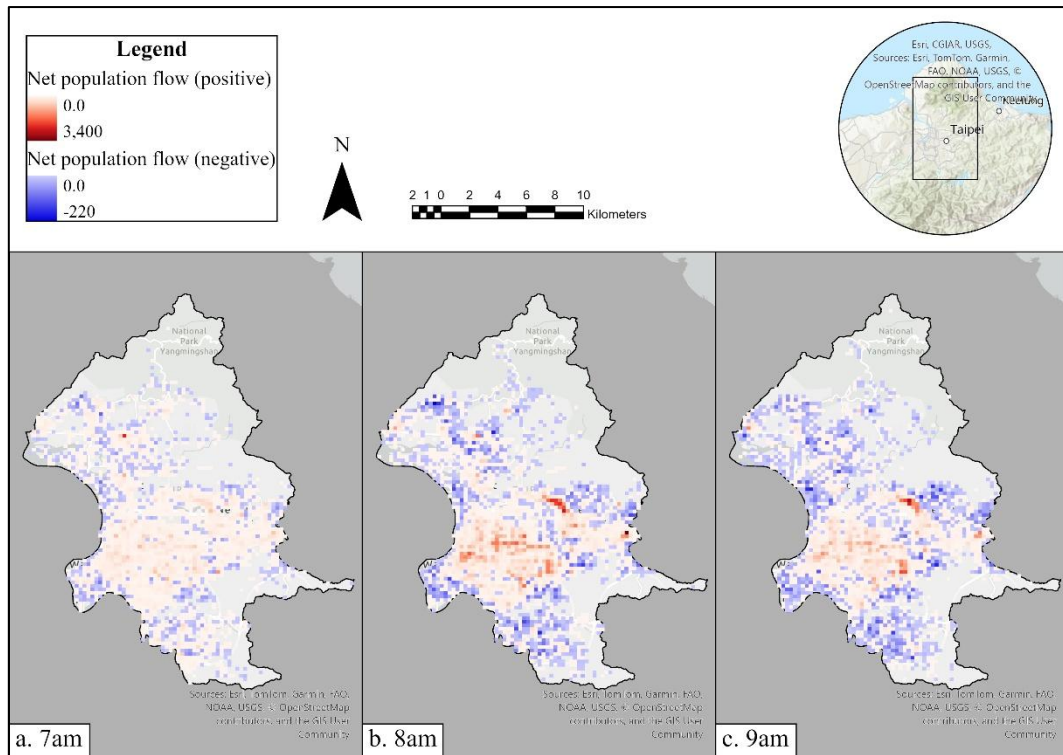 Legend
Net population flow (positive)
0.0
3,400
Net population flow (negative)
0.0
-220
N
2 1 0 2 4 6 8 10
Kilometers
Esri, CGIAR, USGS,
Sources: Esri, TomTom, Garmin,
FAO, NOAA, USGS, ©
OpenStreetMap contributors, and the
GIS User Community
Keelung
Taipei
National
Park
Yangmingshan
Sources: Esri, TomTom, Garmin, FAO,
NOAA, USGS, © OpenStreetMap
contributors, and the GIS User
Community
a. 7am
National
Park
Yangmingshan
Sources: Esri, TomTom, Garmin, FAO,
NOAA, USGS, © OpenStreetMap
contributors, and the GIS User
Community
b. 8am
National
Park
Yangmingshan
Sources: Esri, TomTom, Garmin, FAO,
NOAA, USGS, © OpenStreetMap
contributors, and the GIS User
Community
c. 9am